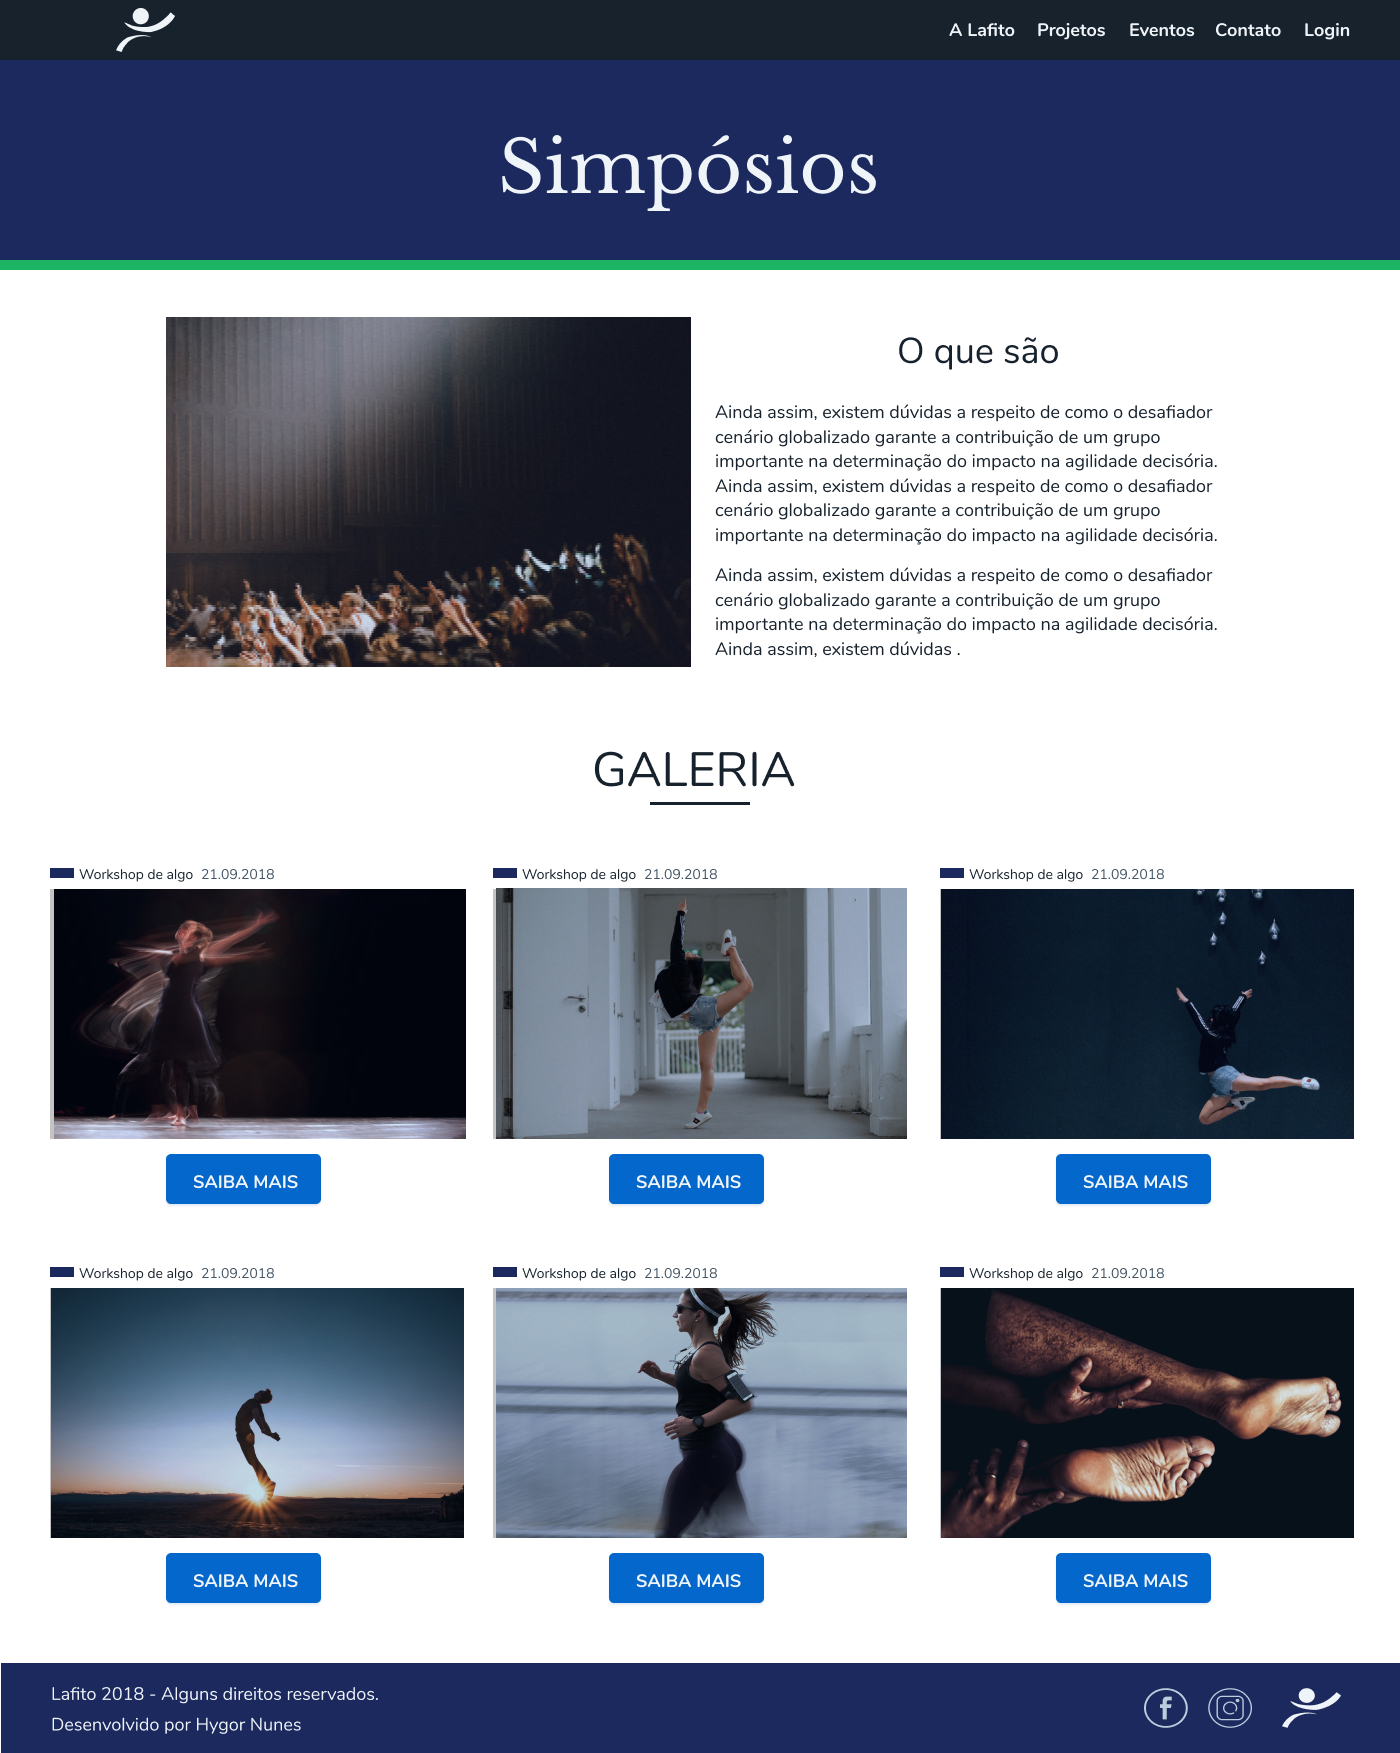 A Lafito Projetos Eventos Contato Login
Simpósios
O que são
Ainda assim, existem dúvidas a respeito de como o desafiador
cenário globalizado garante a contribuição de um grupo
importante na determinação do impacto na agilidade decisória.
Ainda assim, existem dúvidas a respeito de como o desafiador
cenário globalizado garante a contribuição de um grupo
importante na determinação do impacto na agilidade decisória.
Ainda assim, existem dúvidas a respeito de como o desafiador
cenário globalizado garante a contribuição de um grupo
importante na determinação do impacto na agilidade decisória.
Ainda assim, existem dúvidas .
GALERIA
Workshop de algo 21.09.2018
Workshop de algo 21.09.2018
Workshop de algo 21.09.2018
SAIBA MAIS
SAIBA MAIS
SAIBA MAIS
Workshop de algo 21.09.2018
Workshop de algo 21.09.2018
Workshop de algo 21.09.2018
SAIBA MAIS
SAIBA MAIS
SAIBA MAIS
Lafito 2018 - Alguns direitos reservados.
Desenvolvido por Hygor Nunes